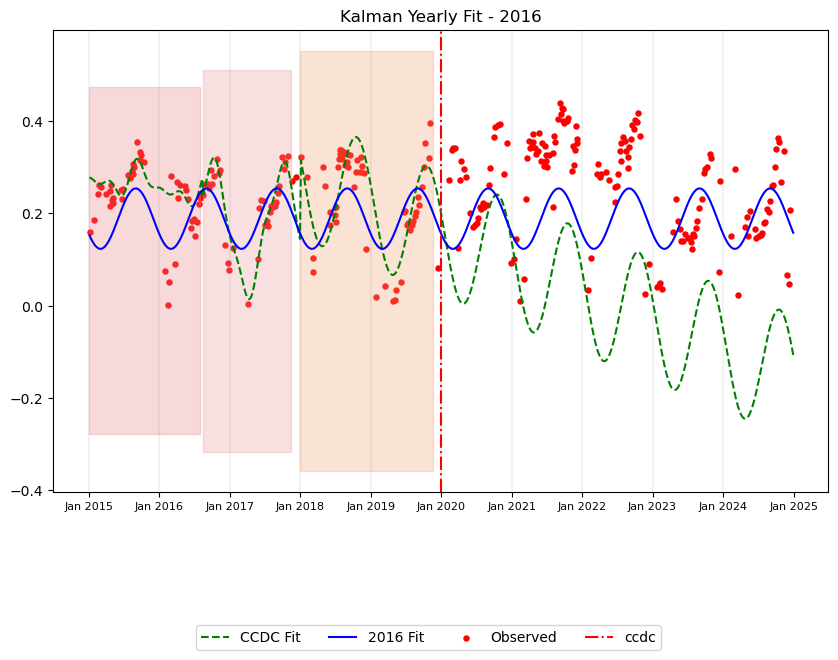 Kalman Yearly Fit - 2016
0.4
0.2
0.0
−0.2
−0.4
Jan 2015 Jan 2016 Jan 2017 Jan 2018 Jan 2019 Jan 2020 Jan 2021 Jan 2022 Jan 2023 Jan 2024 Jan 2025
CCDC Fit 2016 Fit Observed ccdc